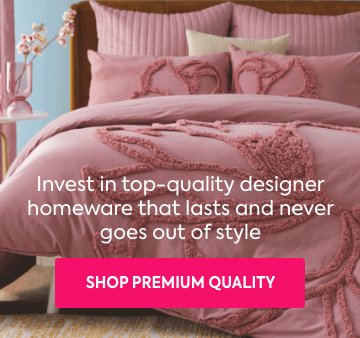 Invest in top-quality designer
homeware that lasts and never
goes out of style
SHOP PREMIUM QUALITY